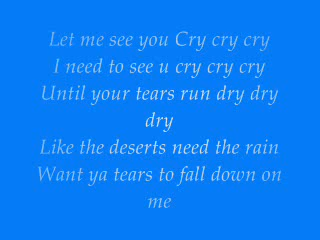 Let me see you Cry cry cry
I need to see u cry cry cry
Until your tears run dry dry
dry
Like the deserts need the rain
Want ya tears to fall down on
me